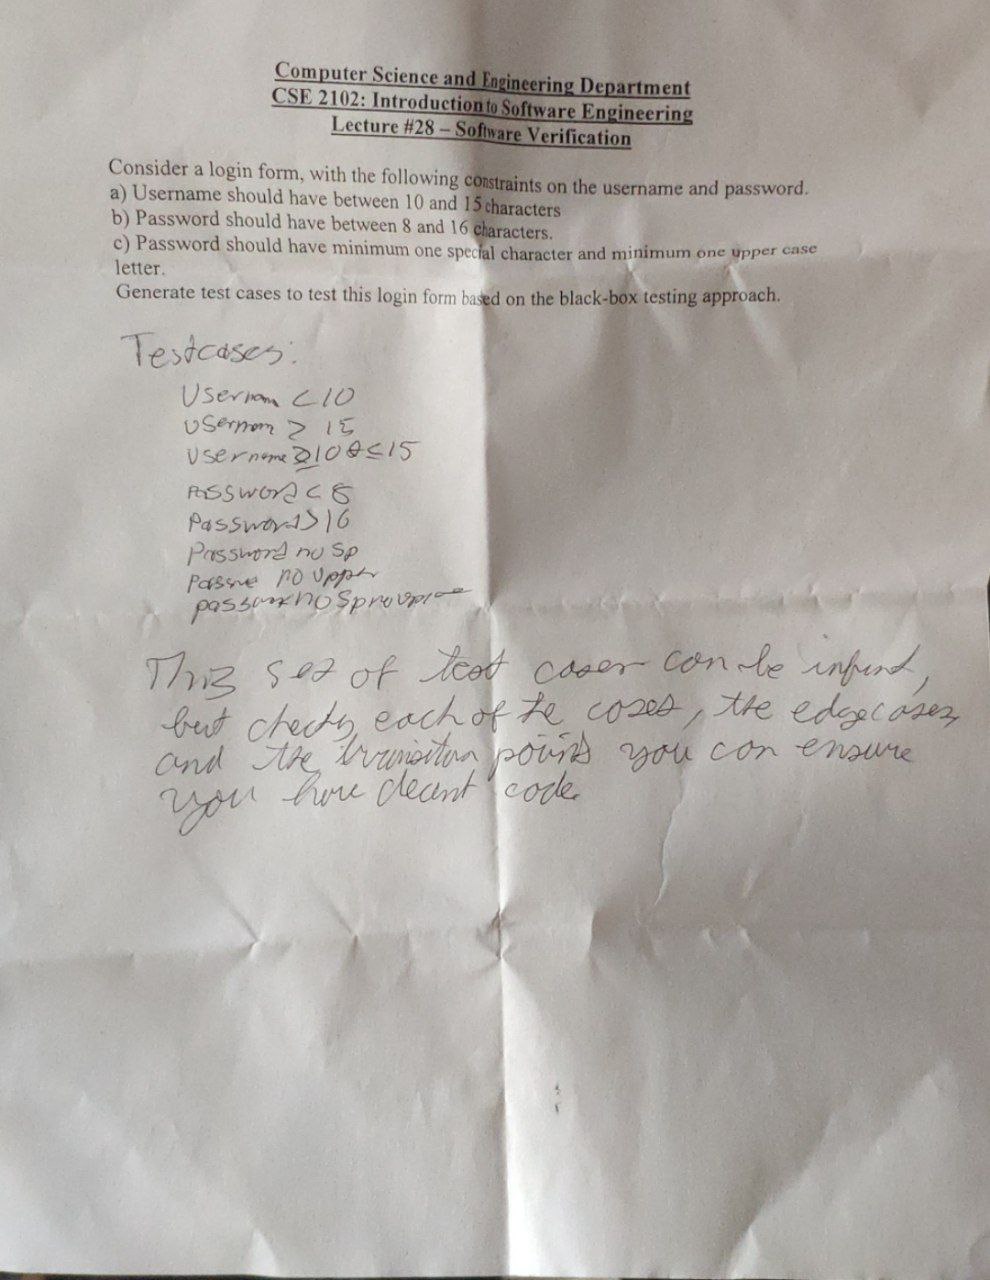 Computer Science and Engineering Department
CSE 2102: Introduction to Software Engineering
Lecture #28 – Software Verification
Consider a login form, with the following constraints on the username and password.
a) Username should have between 10 and 15 characters
b) Password should have between 8 and 16 characters.
c) Password should have minimum one special character and minimum one upper case
letter.
Generate test cases to test this login form based on the black-box testing approach.
Testcases:
Usernam < 10
Usernam > 15
Username ≥10 & ≤15
Password < 8
Password > 16
Password no Sp
no upper
no Sp no
This set of test cases can be
but checking each of the cases, the edge cases,
and the transition points you can ensure
you have decent code.